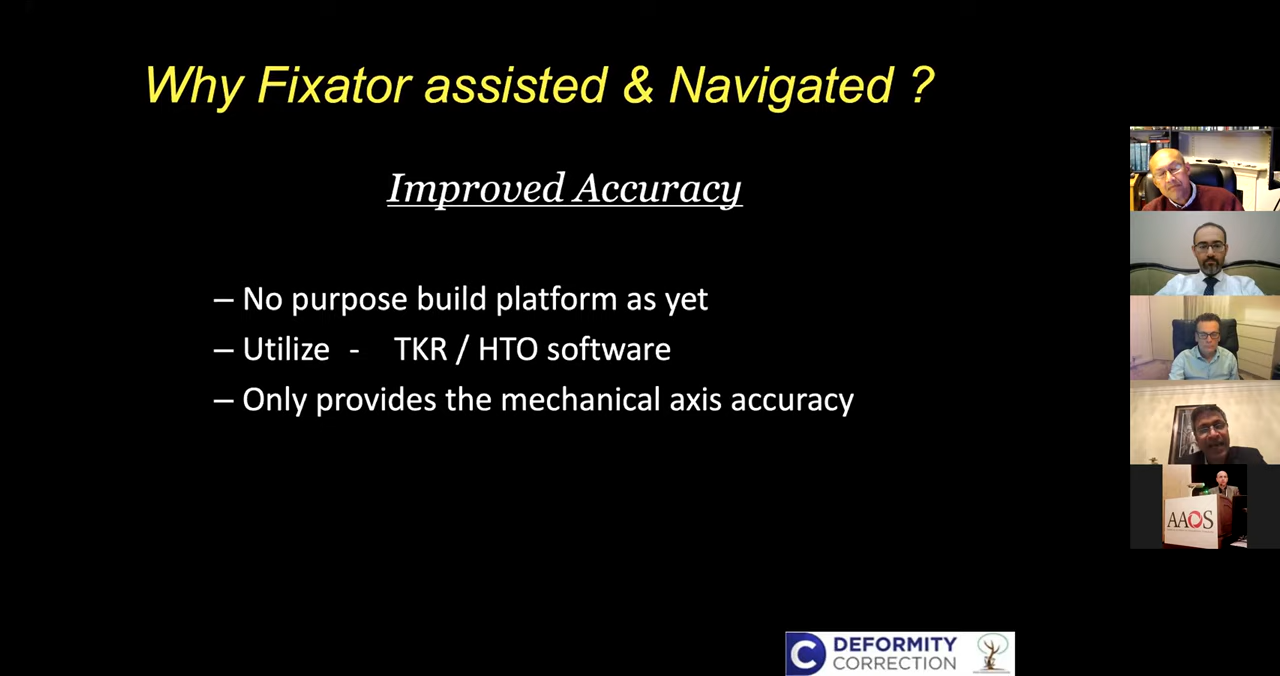 Why Fixator assisted & Navigated ?
Improved Accuracy
– No purpose build platform as yet
– Utilize - TKR / HTO software
– Only provides the mechanical axis accuracy
AAOS
C DEFORMITY
CORRECTION